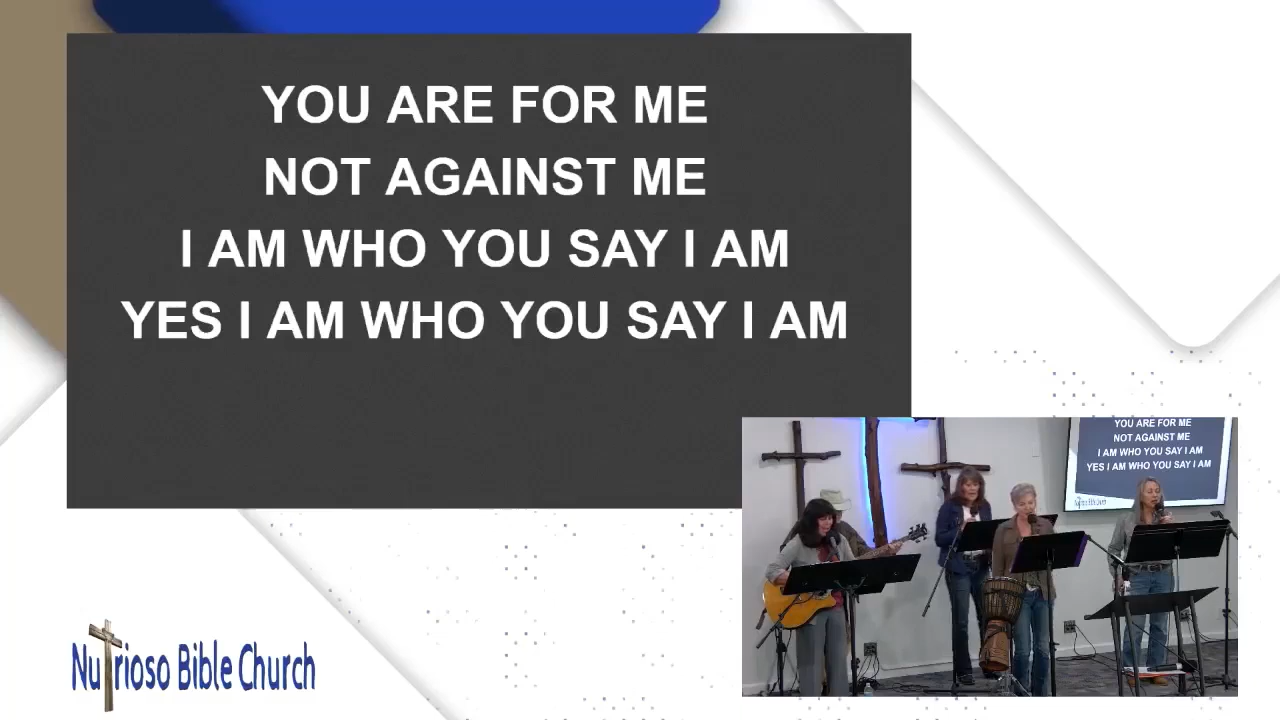 YOU ARE FOR ME
NOT AGAINST ME
I AM WHO YOU SAY I AM
YES I AM WHO YOU SAY I AM
YOU ARE FOR ME
NOT AGAINST ME
I AM WHO YOU SAY I AM
YES I AM WHO YOU SAY I AM
Nutrioso Bible Church